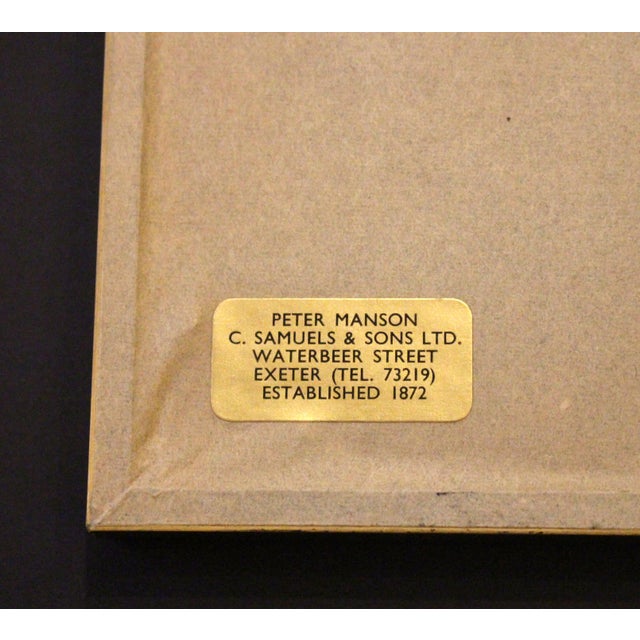 PETER MANSON
C. SAMUELS & SONS LTD.
WATERBEER STREET
EXETER (TEL. 73219)
ESTABLISHED 1872